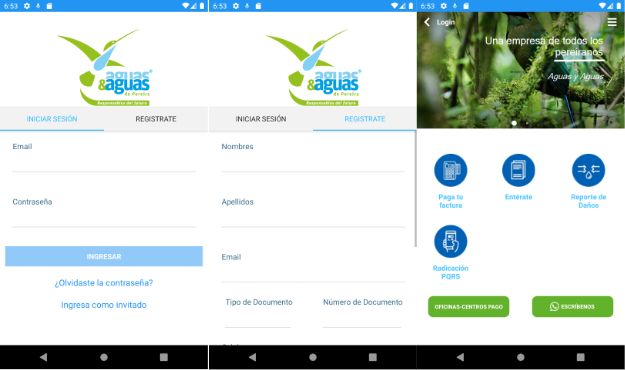 6:53
aguas
&aguas
de Pereira
Responsables del futuro
INICIAR SESIÓN
REGISTRATE
Email
Contraseña
INGRESAR
¿Olvidaste la contraseña?
Ingresa como invitado
6:53
aguas
&aguas
de Pereira
Responsables del futuro
INICIAR SESIÓN
REGISTRATE
Nombres
Apellidos
Email
Tipo de Documento
Número de Documento
6:53
Login
Una empresa de todos los
pereiranos
Aguas y Aguas
Paga tu
factura
Entérate
Reporte de
Daños
Radicación
PQRS
OFICINAS-CENTROS PAGO
ESCRÍBENOS